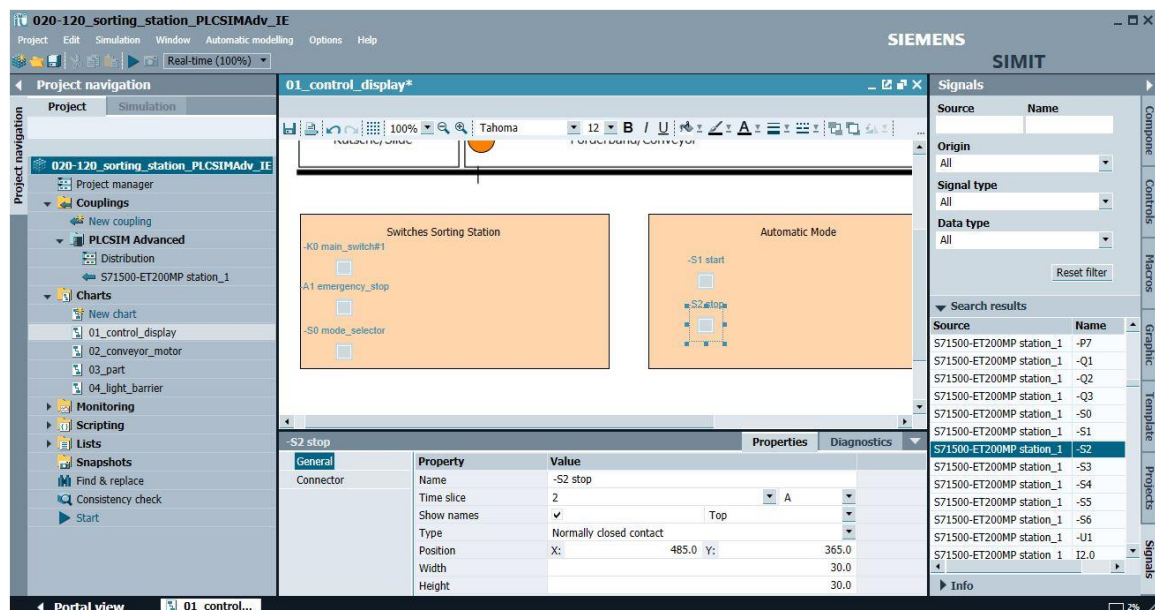 020-120_sorting_station_PLCSIMAdv_IE
Project Edit Simulation Window Automatic modelling Options Help
SIEMENS
Real-time (100%)
SIMIT
Project navigation
Project Simulation
Project navigation
020-120_sorting_station_PLCSIMAdv_IE
Project manager
Couplings
New coupling
PLCSIM Advanced
Distribution
S71500-ET200MP station_1
Charts
New chart
01_control_display
02_conveyor_motor
03_part
04_light_barrier
Monitoring
Scripting
Lists
Snapshots
Find & replace
Consistency check
Start
01_control_display*
100% Tahoma 12 B I U A ...
Rutsche/Slide Förderband/Conveyor
Switches Sorting Station
-K0 main_switch#1
-A1 emergency_stop
-S0 mode_selector
Automatic Mode
-S1 start
-S2 stop
-S2 stop
Properties Diagnostics
General
Connector
Property Value
Name -S2 stop
Time slice 2 A
Show names Top
Type Normally closed contact
Position X: 485.0 Y: 365.0
Width 30.0
Height 30.0
Signals
Source Name
Origin
All
Signal type
All
Data type
All
Reset filter
Search results
Source Name
S71500-ET200MP station_1 -P7
S71500-ET200MP station_1 -Q1
S71500-ET200MP station_1 -Q2
S71500-ET200MP station_1 -Q3
S71500-ET200MP station_1 -S0
S71500-ET200MP station_1 -S1
S71500-ET200MP station_1 -S2
S71500-ET200MP station_1 -S3
S71500-ET200MP station_1 -S4
S71500-ET200MP station_1 -S5
S71500-ET200MP station_1 -S6
S71500-ET200MP station_1 -U1
S71500-ET200MP station_1 I2.0
Info
Compone
Controls
Macros
Graphic
Template
Projects
Signals
Portal view 01_control... 2%